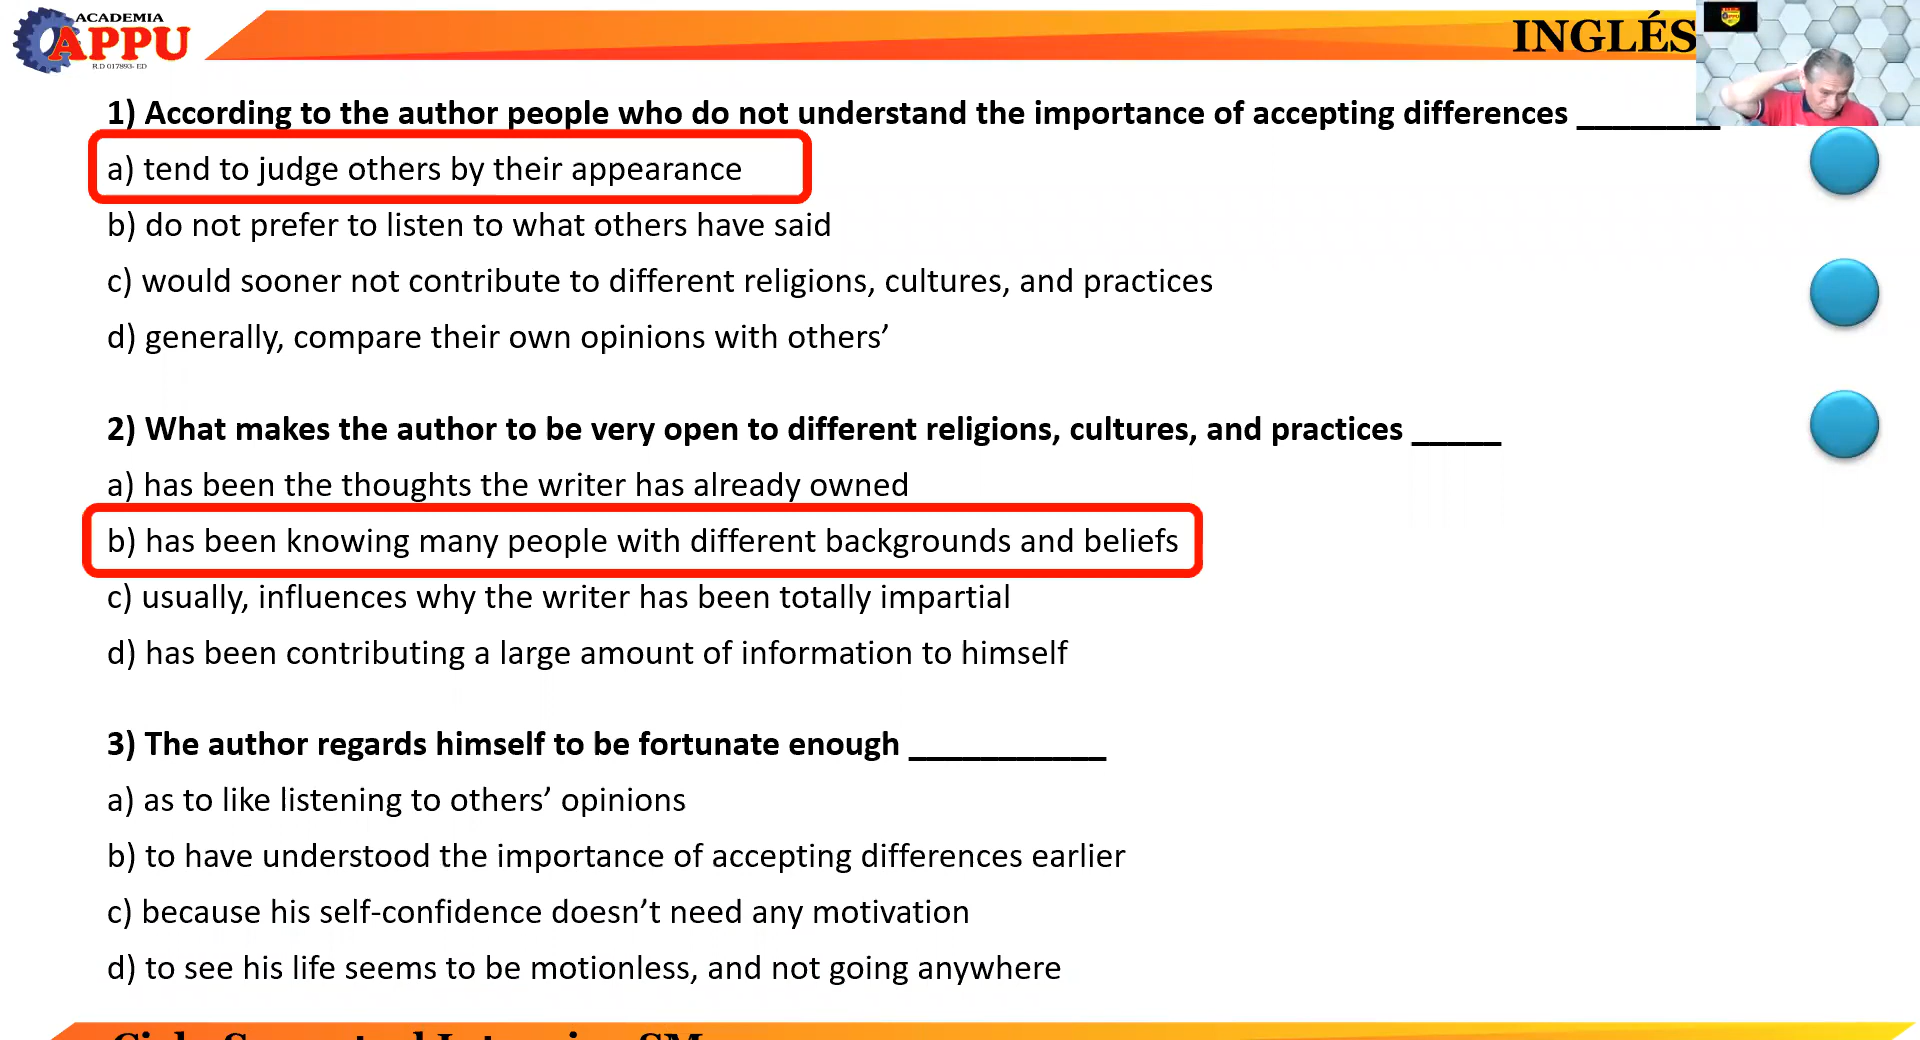 ACADEMIA
APPU
R.D 017893- ED
INGLÉS
1) According to the author people who do not understand the importance of accepting differences ________
a) tend to judge others by their appearance
b) do not prefer to listen to what others have said
c) would sooner not contribute to different religions, cultures, and practices
d) generally, compare their own opinions with others’
2) What makes the author to be very open to different religions, cultures, and practices _____
a) has been the thoughts the writer has already owned
b) has been knowing many people with different backgrounds and beliefs
c) usually, influences why the writer has been totally impartial
d) has been contributing a large amount of information to himself
3) The author regards himself to be fortunate enough ___________
a) as to like listening to others’ opinions
b) to have understood the importance of accepting differences earlier
c) because his self-confidence doesn’t need any motivation
d) to see his life seems to be motionless, and not going anywhere